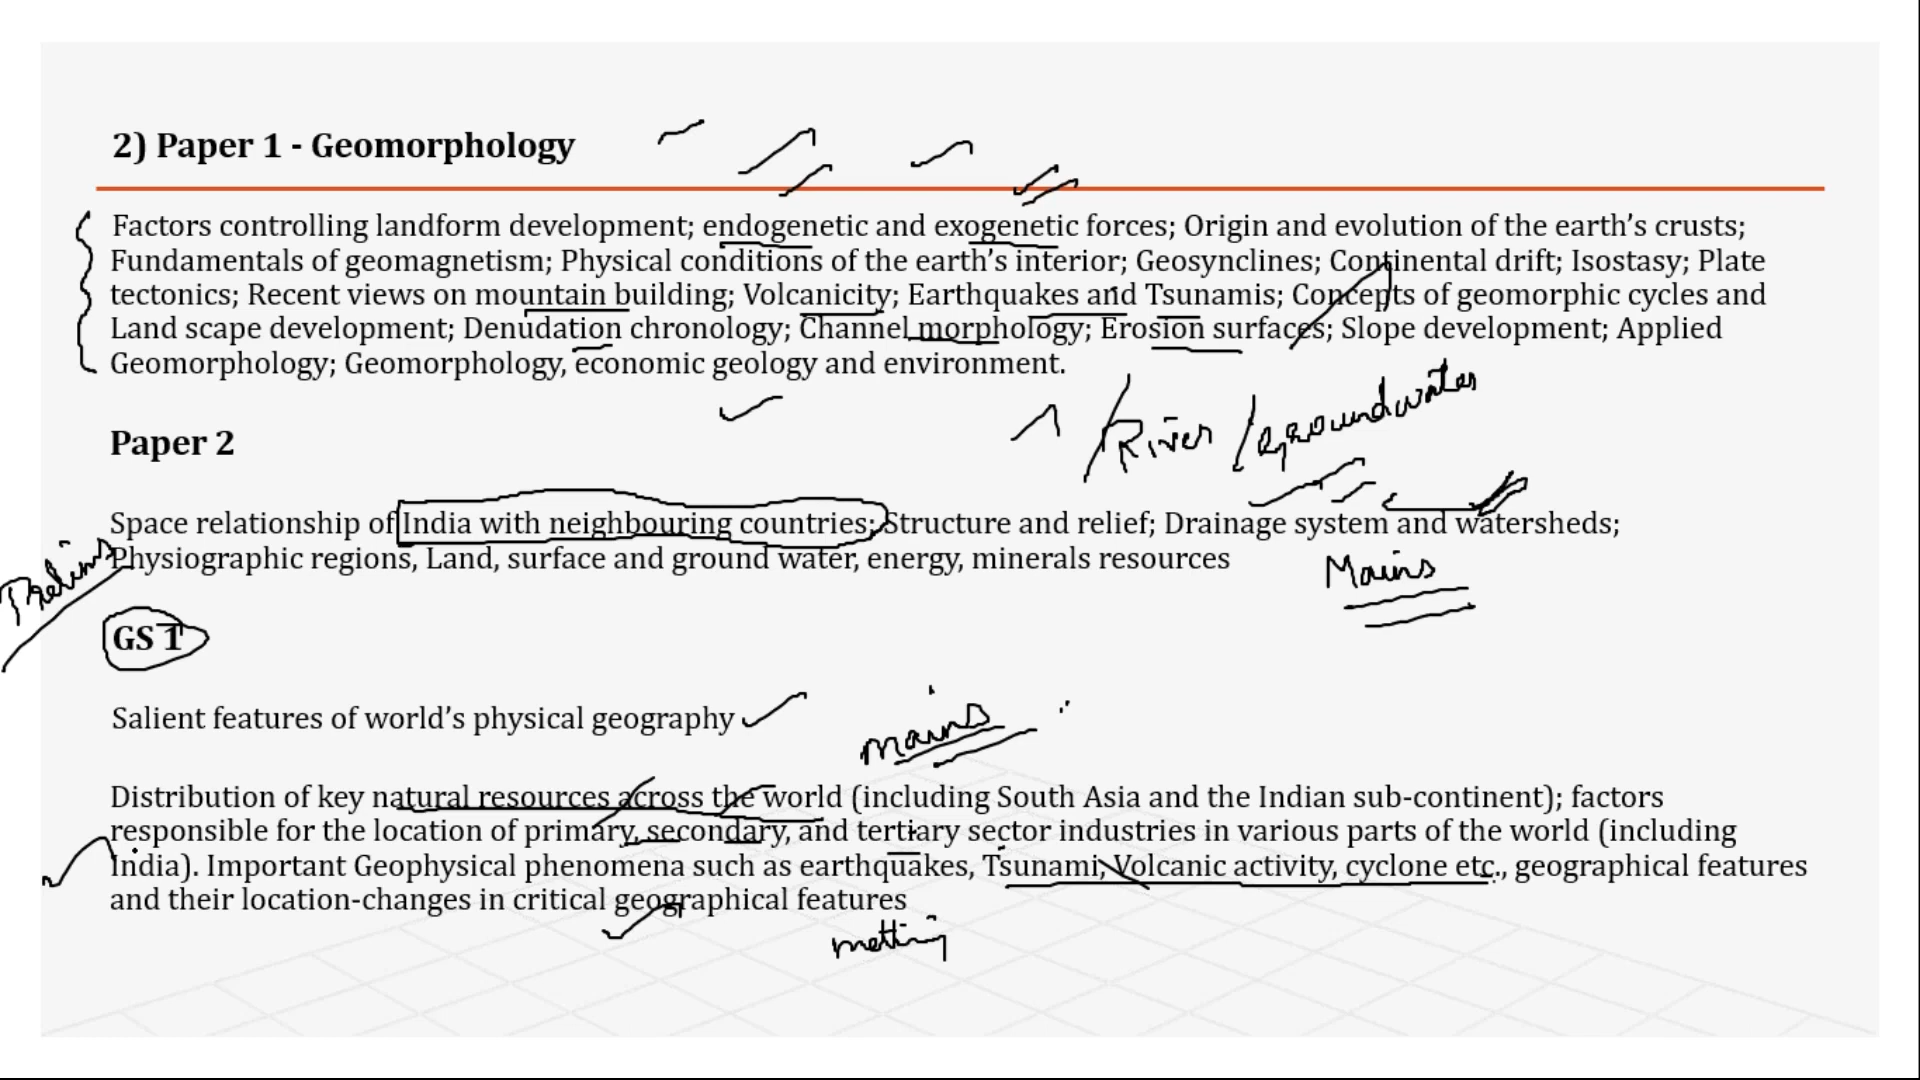 2) Paper 1 - Geomorphology
Factors controlling landform development; endogenetic and exogenetic forces; Origin and evolution of the earth’s crusts;
Fundamentals of geomagnetism; Physical conditions of the earth’s interior; Geosynclines; Continental drift; Isostasy; Plate
tectonics; Recent views on mountain building; Volcanicity; Earthquakes and Tsunamis; Concepts of geomorphic cycles and
Land scape development; Denudation chronology; Channel morphology; Erosion surfaces; Slope development; Applied
Geomorphology; Geomorphology, economic geology and environment.
/River /groundwater
Paper 2
Space relationship of India with neighbouring countries; Structure and relief; Drainage system and watersheds;
Physiographic regions, Land, surface and ground water, energy, minerals resources
Mains
Prelims
GS 1
Salient features of world’s physical geography
mains
Distribution of key natural resources across the world (including South Asia and the Indian sub-continent); factors
responsible for the location of primary, secondary, and tertiary sector industries in various parts of the world (including
India). Important Geophysical phenomena such as earthquakes, Tsunami, Volcanic activity, cyclone etc., geographical features
and their location-changes in critical geographical features